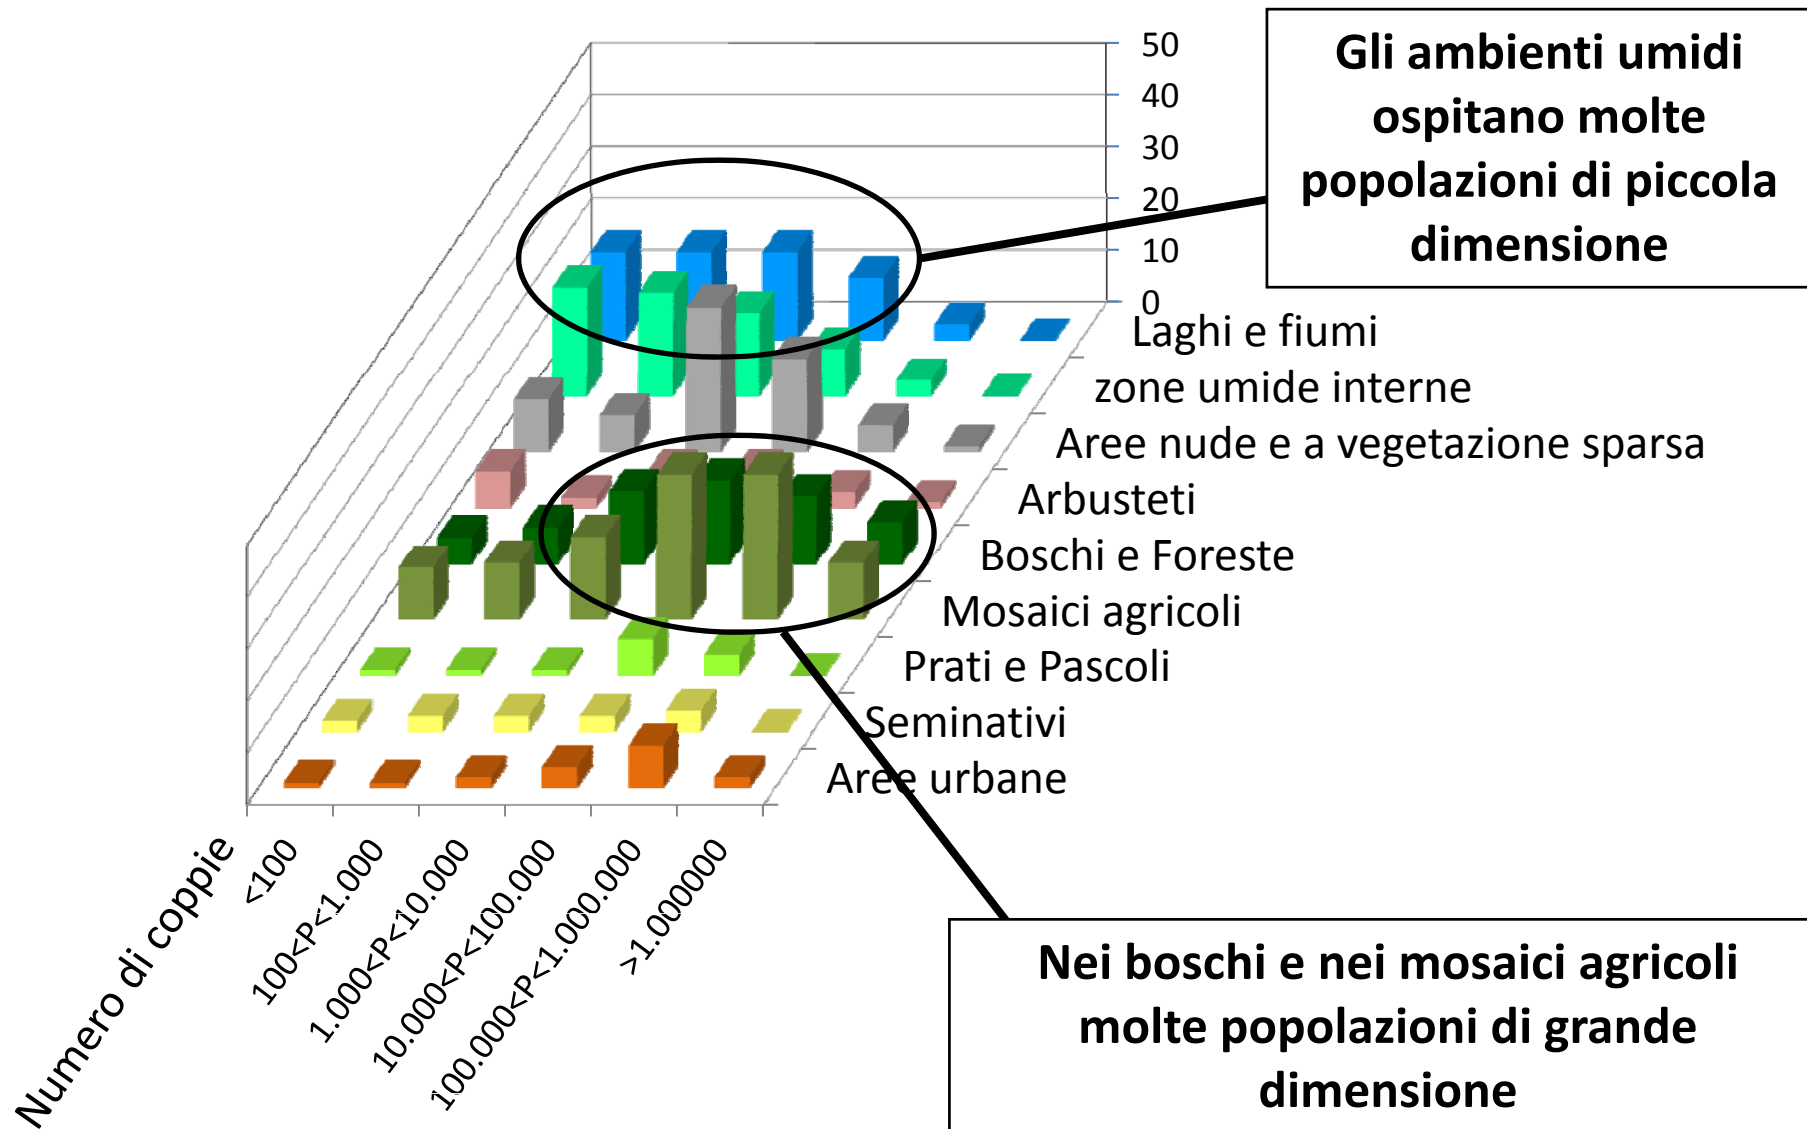 50
40
30
20
10
0
Gli ambienti umidi
ospitano molte
popolazioni di piccola
dimensione
Laghi e fiumi
zone umide interne
Aree nude e a vegetazione sparsa
Arbusteti
Boschi e Foreste
Mosaici agricoli
Prati e Pascoli
Seminativi
Aree urbane
Numero di coppie
<100
100<P<1.000
1.000<P<10.000
10.000<P<100.000
100.000<P<1.000.000
>1.0000000
Nei boschi e nei mosaici agricoli
molte popolazioni di grande
dimensione